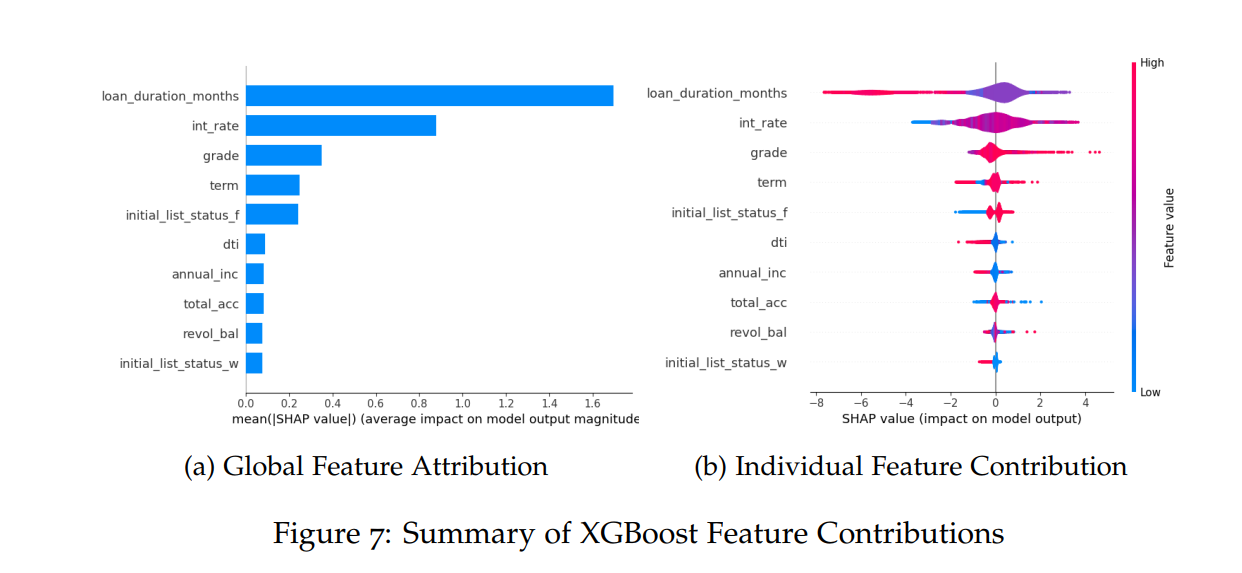 loan_duration_months
int_rate
grade
term
initial_list_status_f
dti
annual_inc
total_acc
revol_bal
initial_list_status_w
0.0 0.2 0.4 0.6 0.8 1.0 1.2 1.4 1.6
mean(|SHAP value|) (average impact on model output magnitude
(a) Global Feature Attribution
loan_duration_months
int_rate
grade
term
initial_list_status_f
dti
annual_inc
total_acc
revol_bal
initial_list_status_w
−8 −6 −4 −2 0 2 4
SHAP value (impact on model output)
High
Feature value
Low
(b) Individual Feature Contribution
Figure 7: Summary of XGBoost Feature Contributions